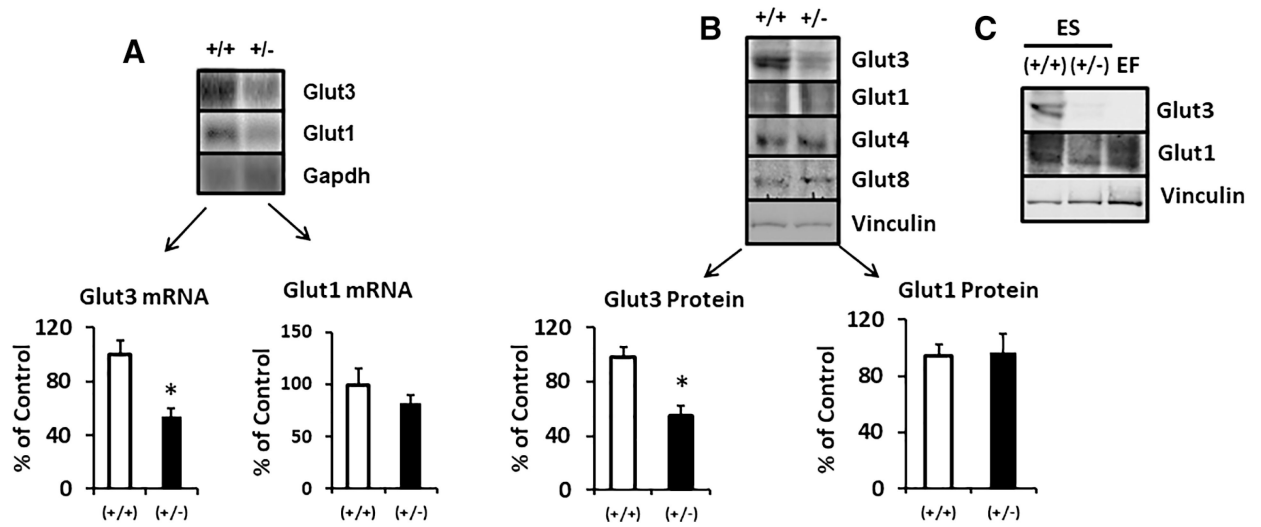 A
+/+ +/-
Glut3
Glut1
Gapdh
Glut3 mRNA
% of Control
120
80
40
0
(+/+) (+/-)
*
Glut1 mRNA
% of Control
150
100
50
0
(+/+) (+/-)
B
+/+ +/-
Glut3
Glut1
Glut4
Glut8
Vinculin
Glut3 Protein
% of Control
120
80
40
0
(+/+) (+/-)
*
Glut1 Protein
% of Control
120
80
40
0
(+/+) (+/-)
C
ES
(+/+) (+/-) EF
Glut3
Glut1
Vinculin